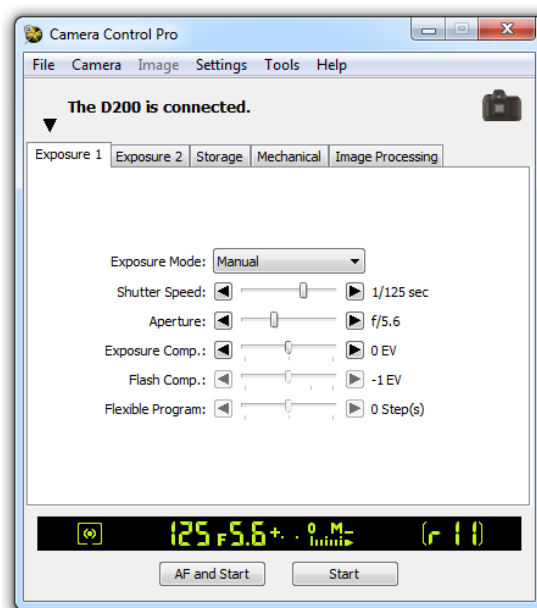 Camera Control Pro
File Camera Image Settings Tools Help
The D200 is connected.
Exposure 1 Exposure 2 Storage Mechanical Image Processing
Exposure Mode: Manual
Shutter Speed: 1/125 sec
Aperture: f/5.6
Exposure Comp.: 0 EV
Flash Comp.: -1 EV
Flexible Program: 0 Step(s)
125 F5.6 + 0 M - (r 11)
AF and Start Start